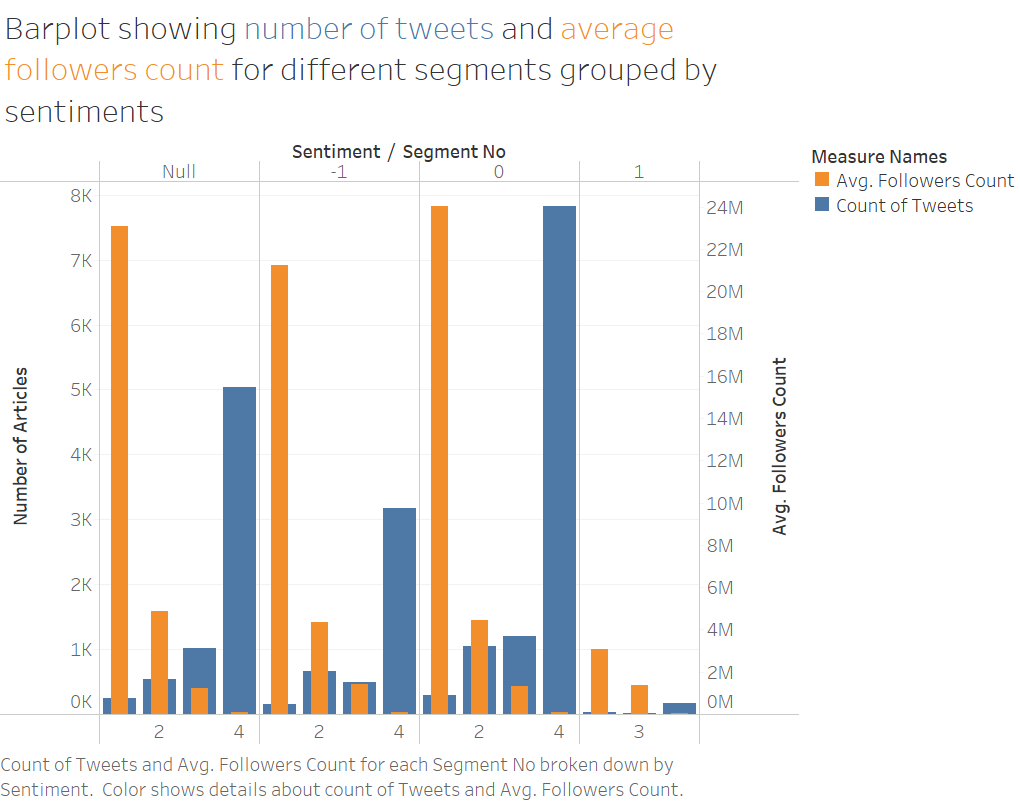 Barplot showing number of tweets and average
followers count for different segments grouped by
sentiments
Sentiment / Segment No
Null -1 0 1
Measure Names
Avg. Followers Count
Count of Tweets
Number of Articles
8K
7K
6K
5K
4K
3K
2K
1K
0K
24M
22M
20M
18M
16M
14M
12M
10M
8M
6M
4M
2M
0M
Avg. Followers Count
2 4 2 4 2 4 3
Count of Tweets and Avg. Followers Count for each Segment No broken down by
Sentiment. Color shows details about count of Tweets and Avg. Followers Count.